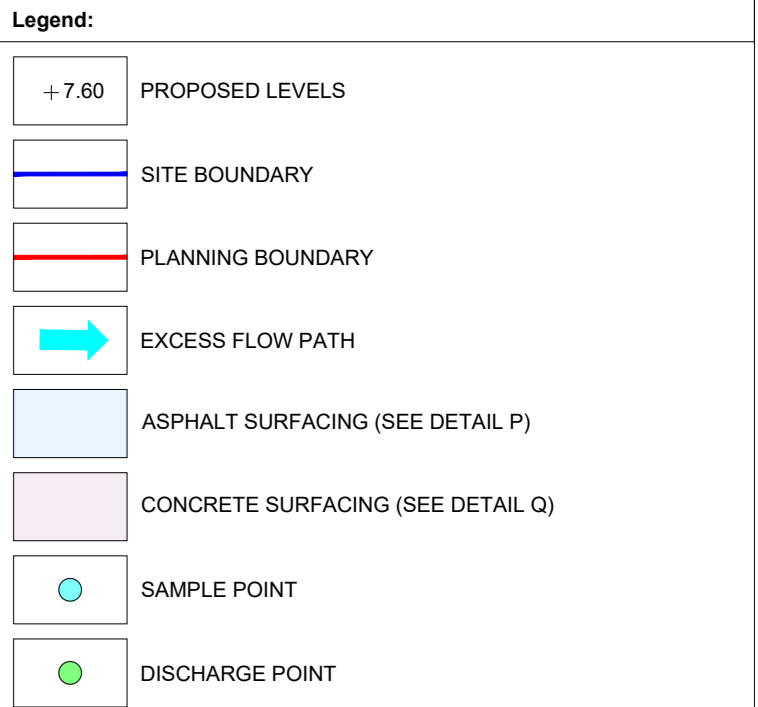 Legend:
+7.60 PROPOSED LEVELS
SITE BOUNDARY
PLANNING BOUNDARY
EXCESS FLOW PATH
ASPHALT SURFACING (SEE DETAIL P)
CONCRETE SURFACING (SEE DETAIL Q)
SAMPLE POINT
DISCHARGE POINT